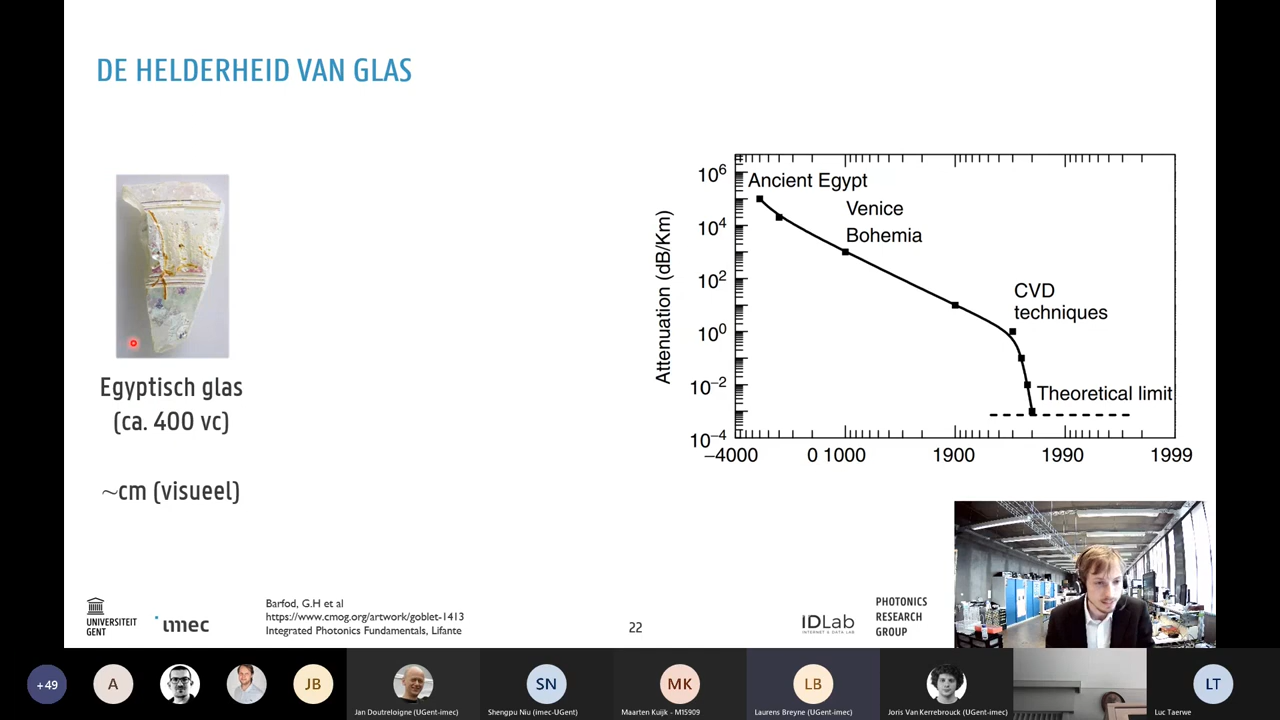 DE HELDERHEID VAN GLAS
Egyptisch glas
(ca. 400 vc)
~cm (visueel)
Attenuation (dB/Km)
10⁶
10⁴
10²
10⁰
10⁻²
10⁻⁴
Ancient Egypt
Venice
Bohemia
CVD
techniques
Theoretical limit
−4000 0 1000 1900 1990 1999
UNIVERSITEIT
GENT
imec
Barfod, G.H et al
https://www.cmog.org/artwork/goblet-1413
Integrated Photonics Fundamentals, Lifante
22
IDLab
INTERNET & DATA LAB
PHOTONICS
RESEARCH
GROUP
+49
A
JB
Jan Doutreloigne (UGent-imec)
SN
Shengpu Niu (imec-UGent)
MK
Maarten Kuijk - M15909
LB
Laurens Breyne (UGent-imec)
Joris Van Kerrebrouck (UGent-imec)
LT
Luc Taerwe